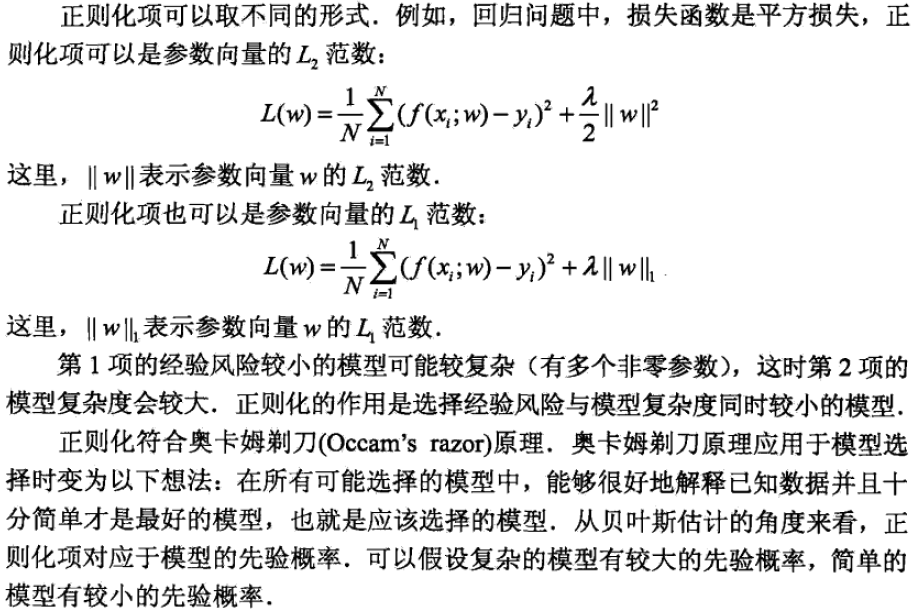 正则化项可以取不同的形式．例如，回归问题中，损失函数是平方损失，正
则化项可以是参数向量的 L₂ 范数：
L(w) = \frac{1}{N} \sum_{i=1}^{N} (f(x_i; w) − y_i)² + \frac{λ}{2} ‖w‖²
这里，‖w‖表示参数向量 w 的 L₂ 范数．
正则化项也可以是参数向量的 L₁ 范数：
L(w) = \frac{1}{N} \sum_{i=1}^{N} (f(x_i; w) − y_i)² + λ‖w‖₁
这里，‖w‖₁表示参数向量 w 的 L₁ 范数．
第 1 项的经验风险较小的模型可能较复杂（有多个非零参数），这时第 2 项的
模型复杂度会较大．正则化的作用是选择经验风险与模型复杂度同时较小的模型．
正则化符合奥卡姆剃刀(Occam's razor)原理．奥卡姆剃刀原理应用于模型选
择时变为以下想法：在所有可能选择的模型中，能够很好地解释已知数据并且十
分简单才是最好的模型，也就是应该选择的模型．从贝叶斯估计的角度来看，正
则化项对应于模型的先验概率．可以假设复杂的模型有较大的先验概率，简单的
模型有较小的先验概率．